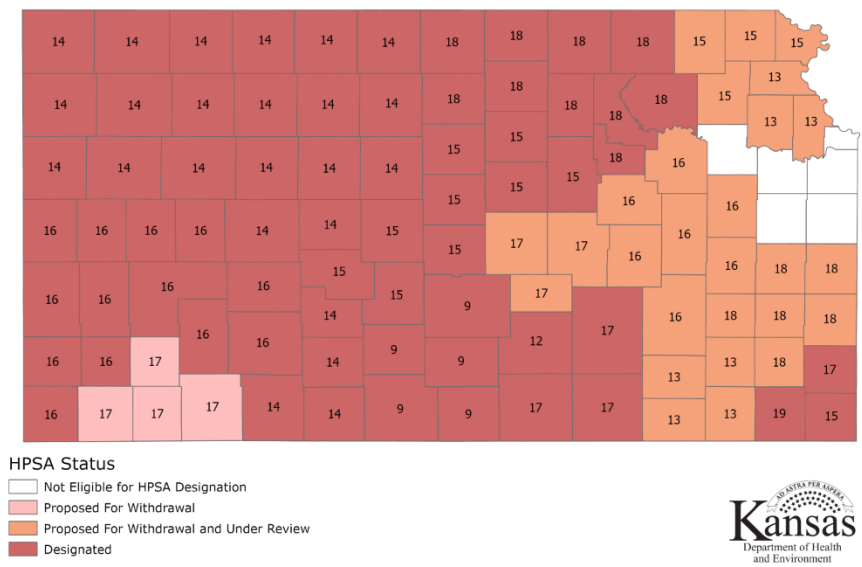 14 14 14 14 14 14 18 18 18 18 15 15 15
14 14 14 14 14 14 18 18 18 18 18 15 13
13 13
14 14 14 14 14 14 15 15 15 18 16
16 16 16 16 14 14 15 15 15 16 16 16
16 16 16 16 15 15 15 17 17 16 16 18 18
16 14 15 9 17 17 16 18 18 18
16 16 17 16 14 9 9 12 13 18 17
16 17 17 17 14 14 9 9 17 17 13 13 19 15
HPSA Status
Not Eligible for HPSA Designation
Proposed For Withdrawal
Proposed For Withdrawal and Under Review
Designated
AD ASTRA PER ASPERA
Kansas
Department of Health
and Environment